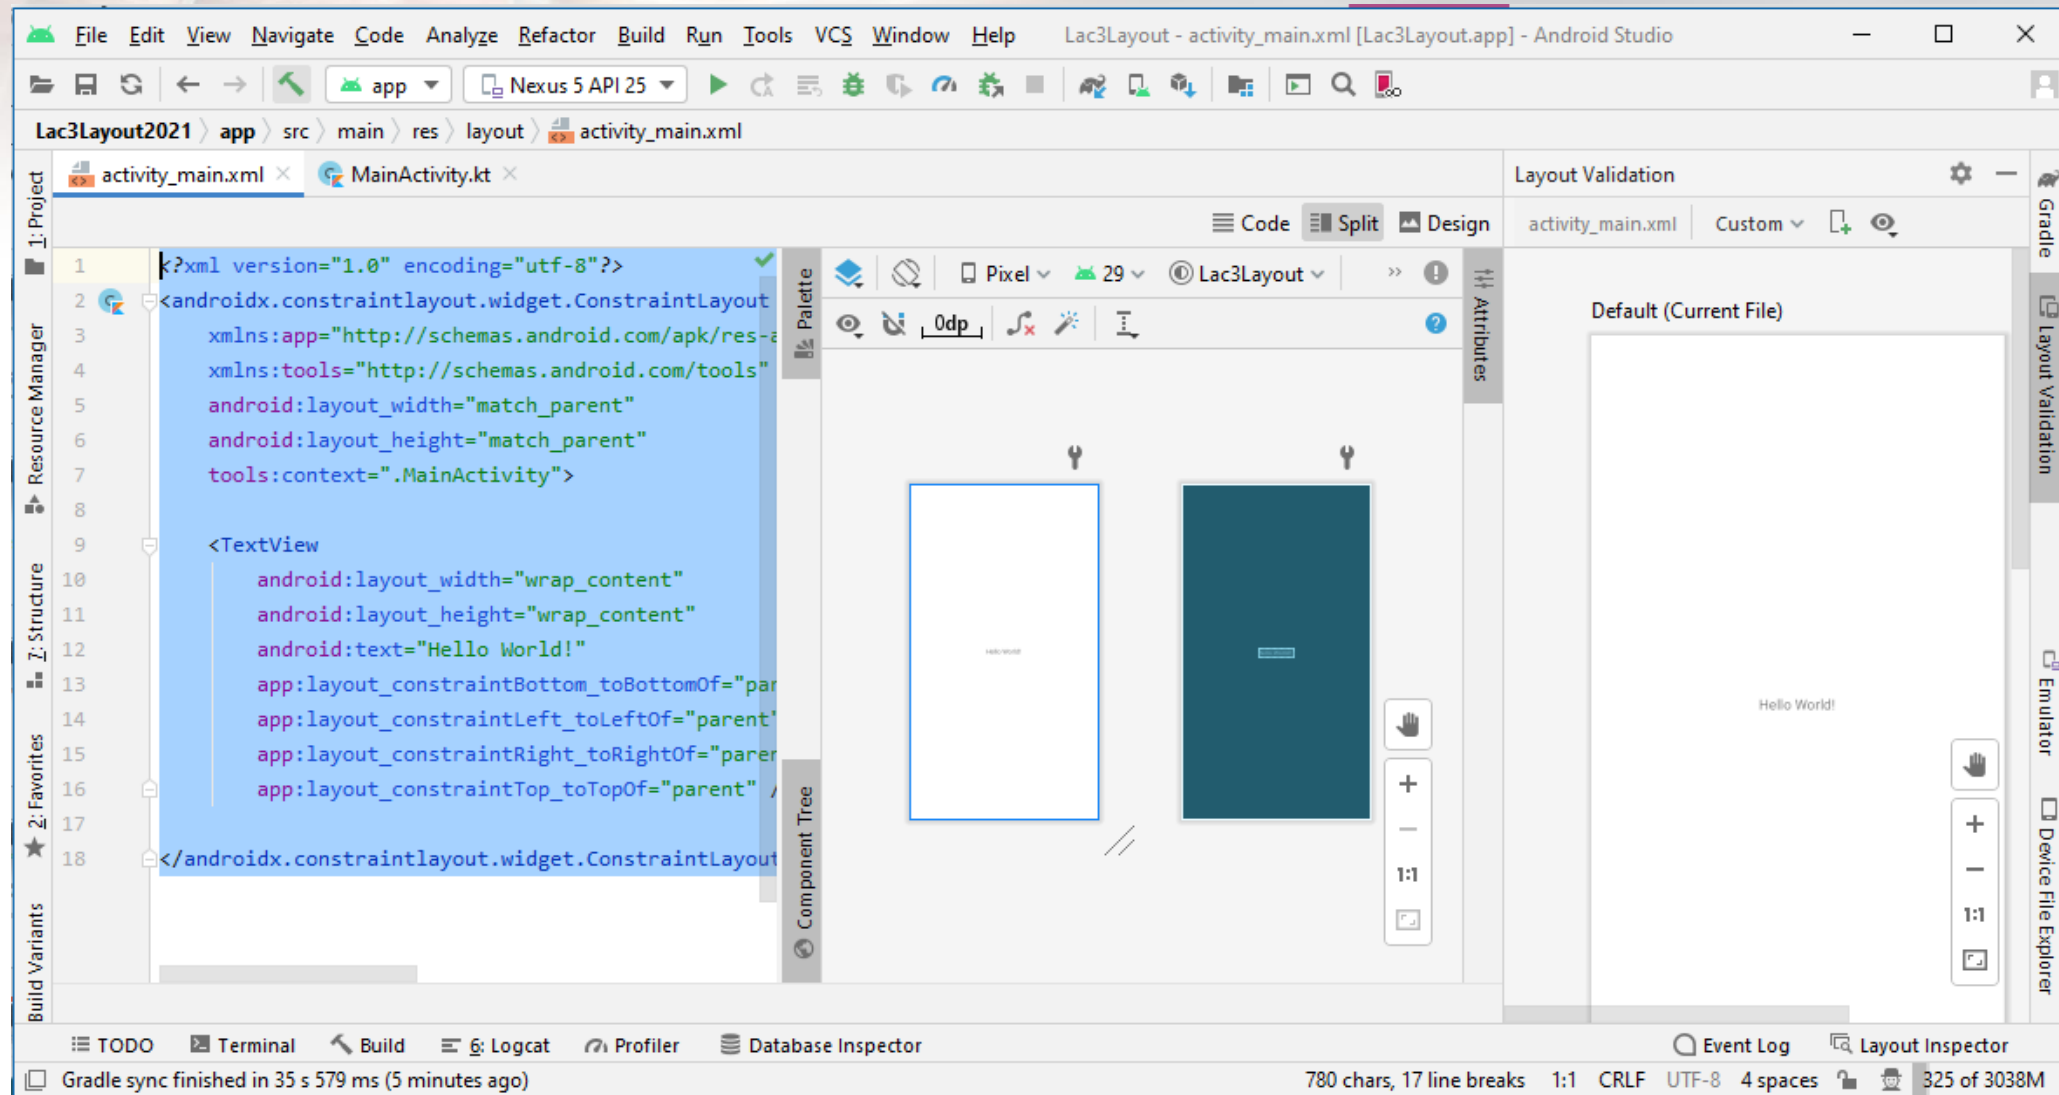 File Edit View Navigate Code Analyze Refactor Build Run Tools VCS Window Help Lac3Layout - activity_main.xml [Lac3Layout.app] - Android Studio
app Nexus 5 API 25
Lac3Layout2021 app src main res layout activity_main.xml
activity_main.xml MainActivity.kt
Layout Validation
Code Split Design
activity_main.xml Custom
1: Project
Resource Manager
7: Structure
2: Favorites
Build Variants
1 <?xml version="1.0" encoding="utf-8"?>
2 <androidx.constraintlayout.widget.ConstraintLayout
3 xmlns:app="http://schemas.android.com/apk/res-a
4 xmlns:tools="http://schemas.android.com/tools"
5 android:layout_width="match_parent"
6 android:layout_height="match_parent"
7 tools:context=".MainActivity">
8
9 <TextView
10 android:layout_width="wrap_content"
11 android:layout_height="wrap_content"
12 android:text="Hello World!"
13 app:layout_constraintBottom_toBottomOf="par
14 app:layout_constraintLeft_toLeftOf="parent"
15 app:layout_constraintRight_toRightOf="paren
16 app:layout_constraintTop_toTopOf="parent" /
17
18 </androidx.constraintlayout.widget.ConstraintLayout
Palette
Component Tree
Pixel 29 Lac3Layout »
0dp
Hello World!
1:1
Attributes
Default (Current File)
Hello World!
1:1
Gradle
Layout Validation
Emulator
Device File Explorer
TODO Terminal Build 6: Logcat Profiler Database Inspector Event Log Layout Inspector
Gradle sync finished in 35 s 579 ms (5 minutes ago) 780 chars, 17 line breaks 1:1 CRLF UTF-8 4 spaces 325 of 3038M